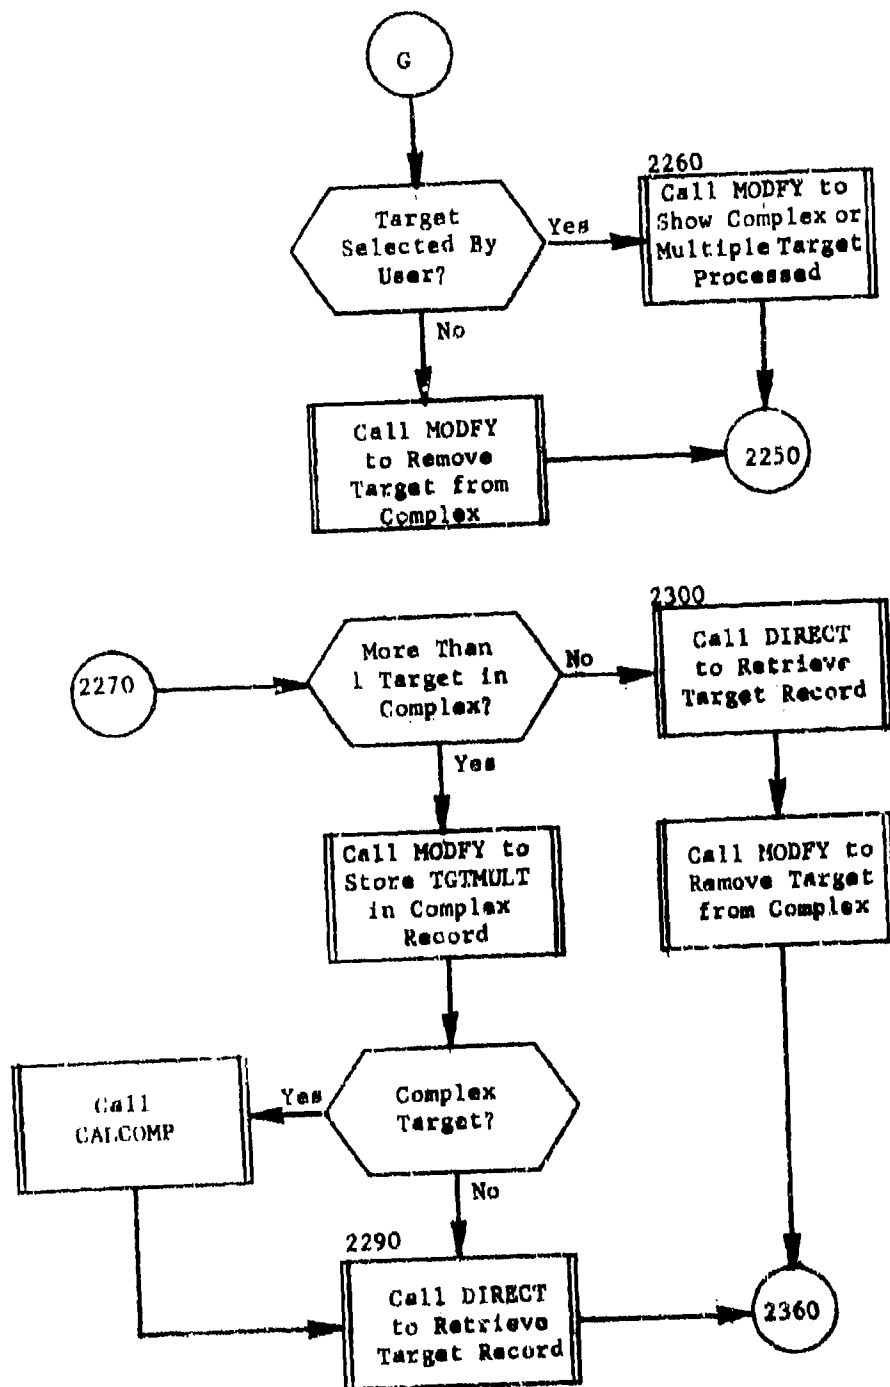 G
Target
Selected By
User?
Yes
No
2260
Call MODFY to
Show Complex or
Multiple Target
Processed
Call MODFY
to Remove
Target from
Complex
2250
2270
More Than
1 Target in
Complex?
No
Yes
2300
Call DIRECT
to Retrieve
Target Record
Call MODFY to
Store TGTMULT
in Complex
Record
Call MODFY to
Remove Target
from Complex
Complex
Target?
Yes
No
Call
CALCOMP
2290
Call DIRECT
to Retrieve
Target Record
2360